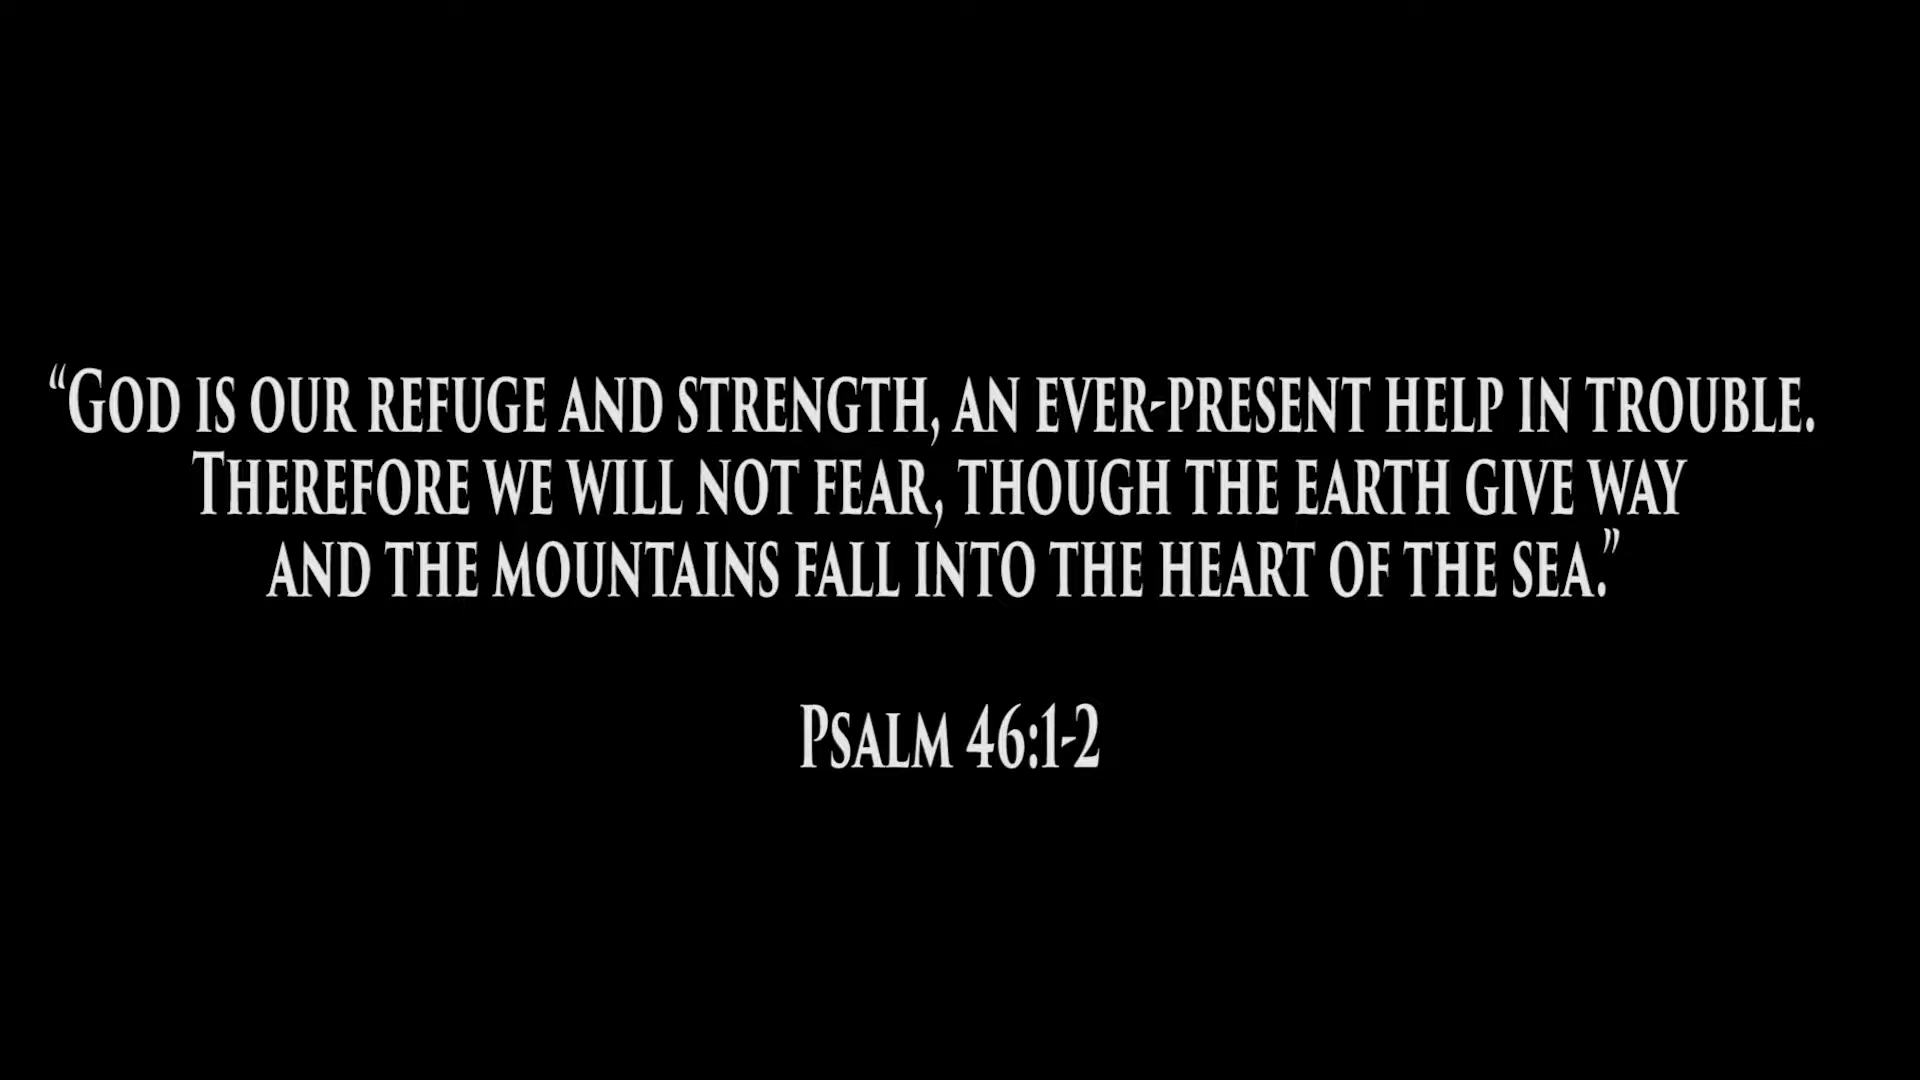 “God is our refuge and strength, an ever-present help in trouble.
Therefore we will not fear, though the earth give way
and the mountains fall into the heart of the sea.”
Psalm 46:1-2